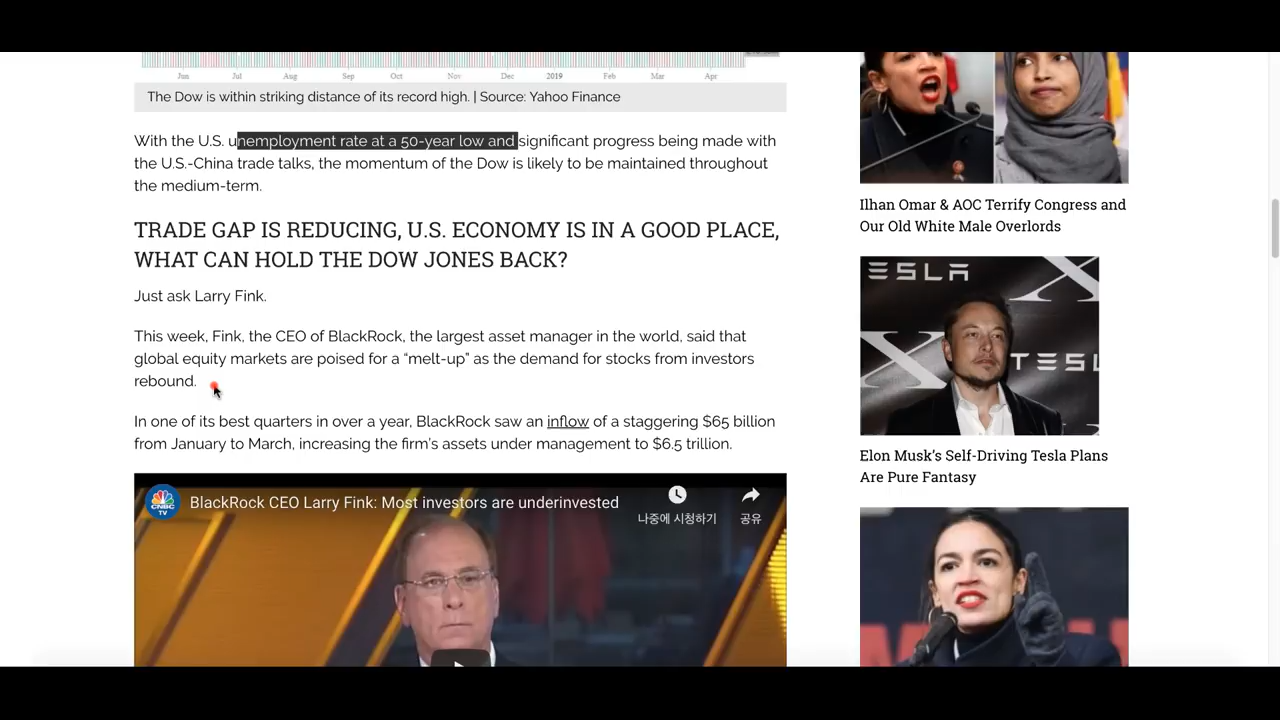 Jun Jul Aug Sep Oct Nov Dec 2019 Feb Mar Apr
The Dow is within striking distance of its record high. | Source: Yahoo Finance
With the U.S. unemployment rate at a 50-year low and significant progress being made with
the U.S.-China trade talks, the momentum of the Dow is likely to be maintained throughout
the medium-term.
TRADE GAP IS REDUCING, U.S. ECONOMY IS IN A GOOD PLACE,
WHAT CAN HOLD THE DOW JONES BACK?
Just ask Larry Fink.
This week, Fink, the CEO of BlackRock, the largest asset manager in the world, said that
global equity markets are poised for a “melt-up” as the demand for stocks from investors
rebound.
In one of its best quarters in over a year, BlackRock saw an inflow of a staggering $65 billion
from January to March, increasing the firm's assets under management to $6.5 trillion.
CNBC
TV
BlackRock CEO Larry Fink: Most investors are underinvested
나중에 시청하기
공유
Ilhan Omar & AOC Terrify Congress and
Our Old White Male Overlords
ESLA
TESL
Elon Musk’s Self-Driving Tesla Plans
Are Pure Fantasy